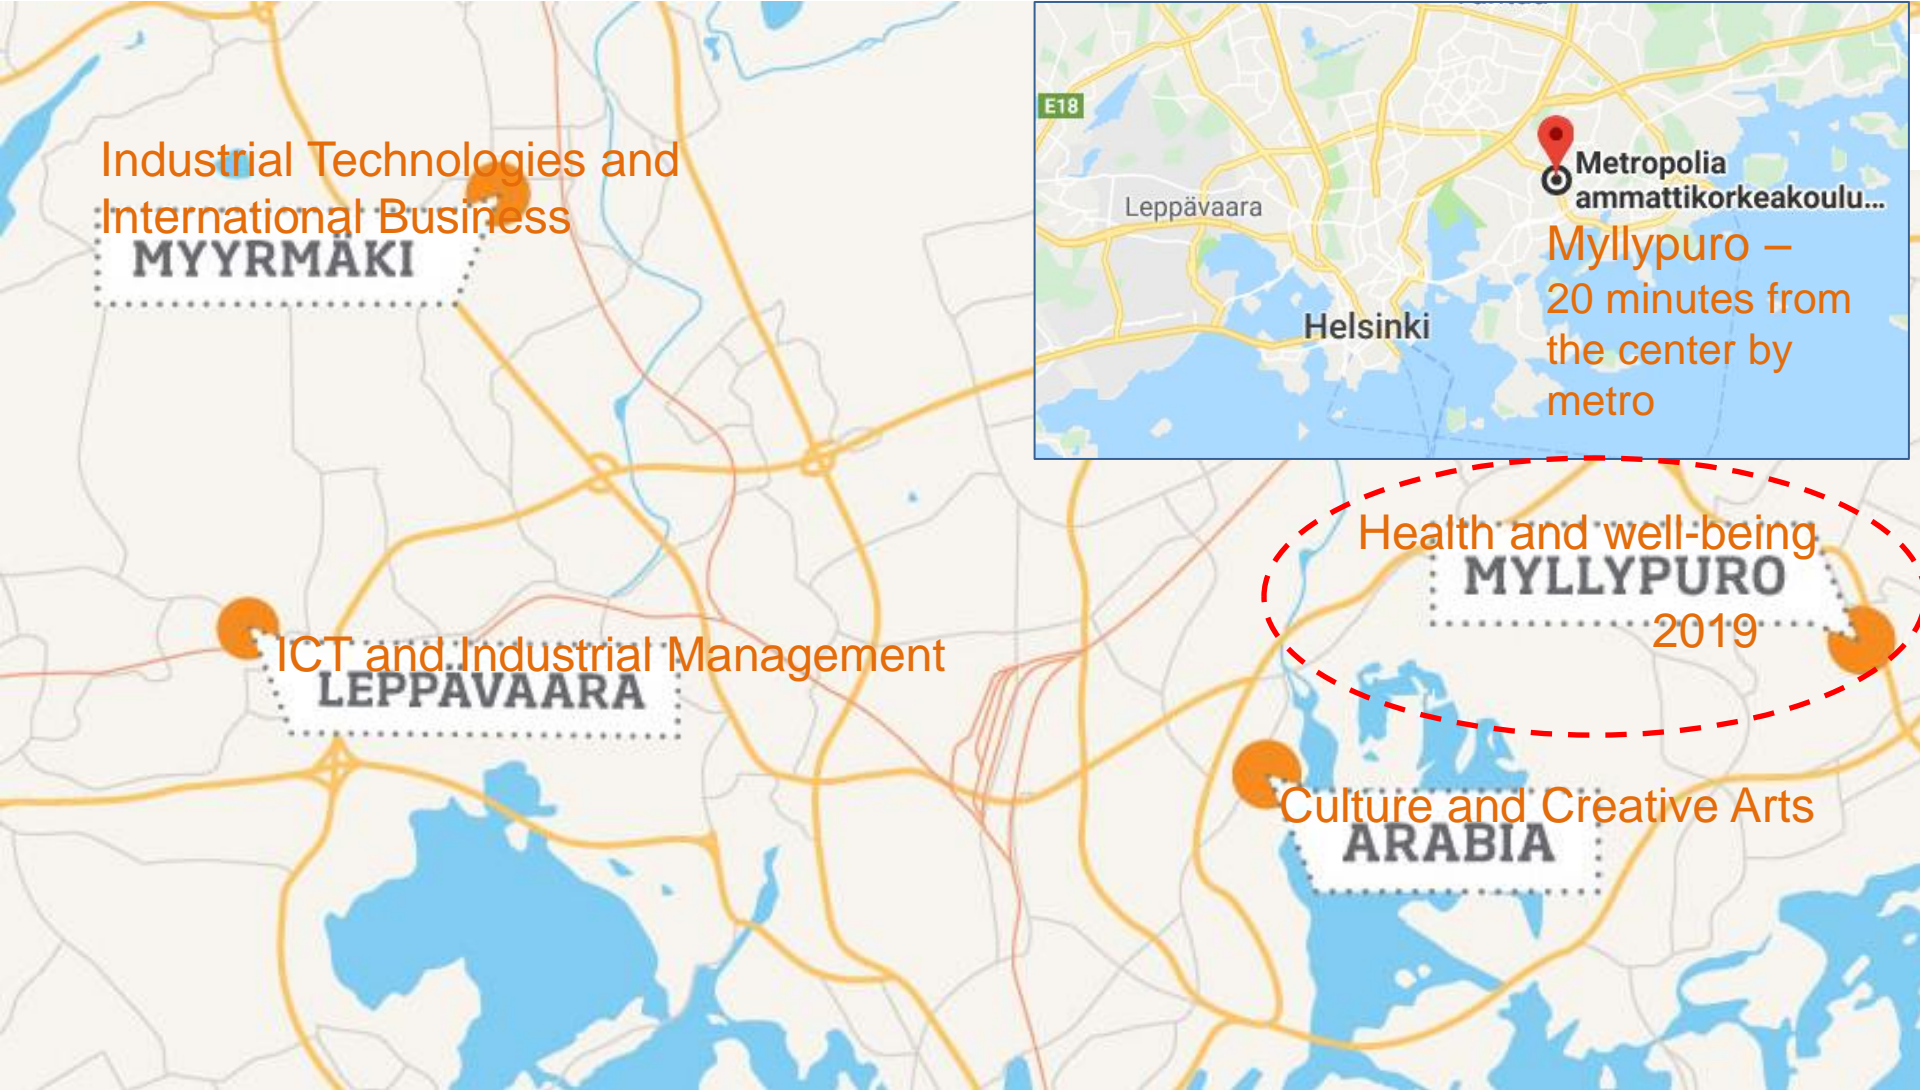 Industrial Technologies and
International Business
MYYRMÄKI
E18
Leppävaara
Helsinki
Metropolia
ammattikorkeakoulu...
Myllypuro –
20 minutes from
the center by
metro
Health and well-being
MYLLYPURO
2019
ICT and Industrial Management
LEPPÄVAARA
Culture and Creative Arts
ARABIA